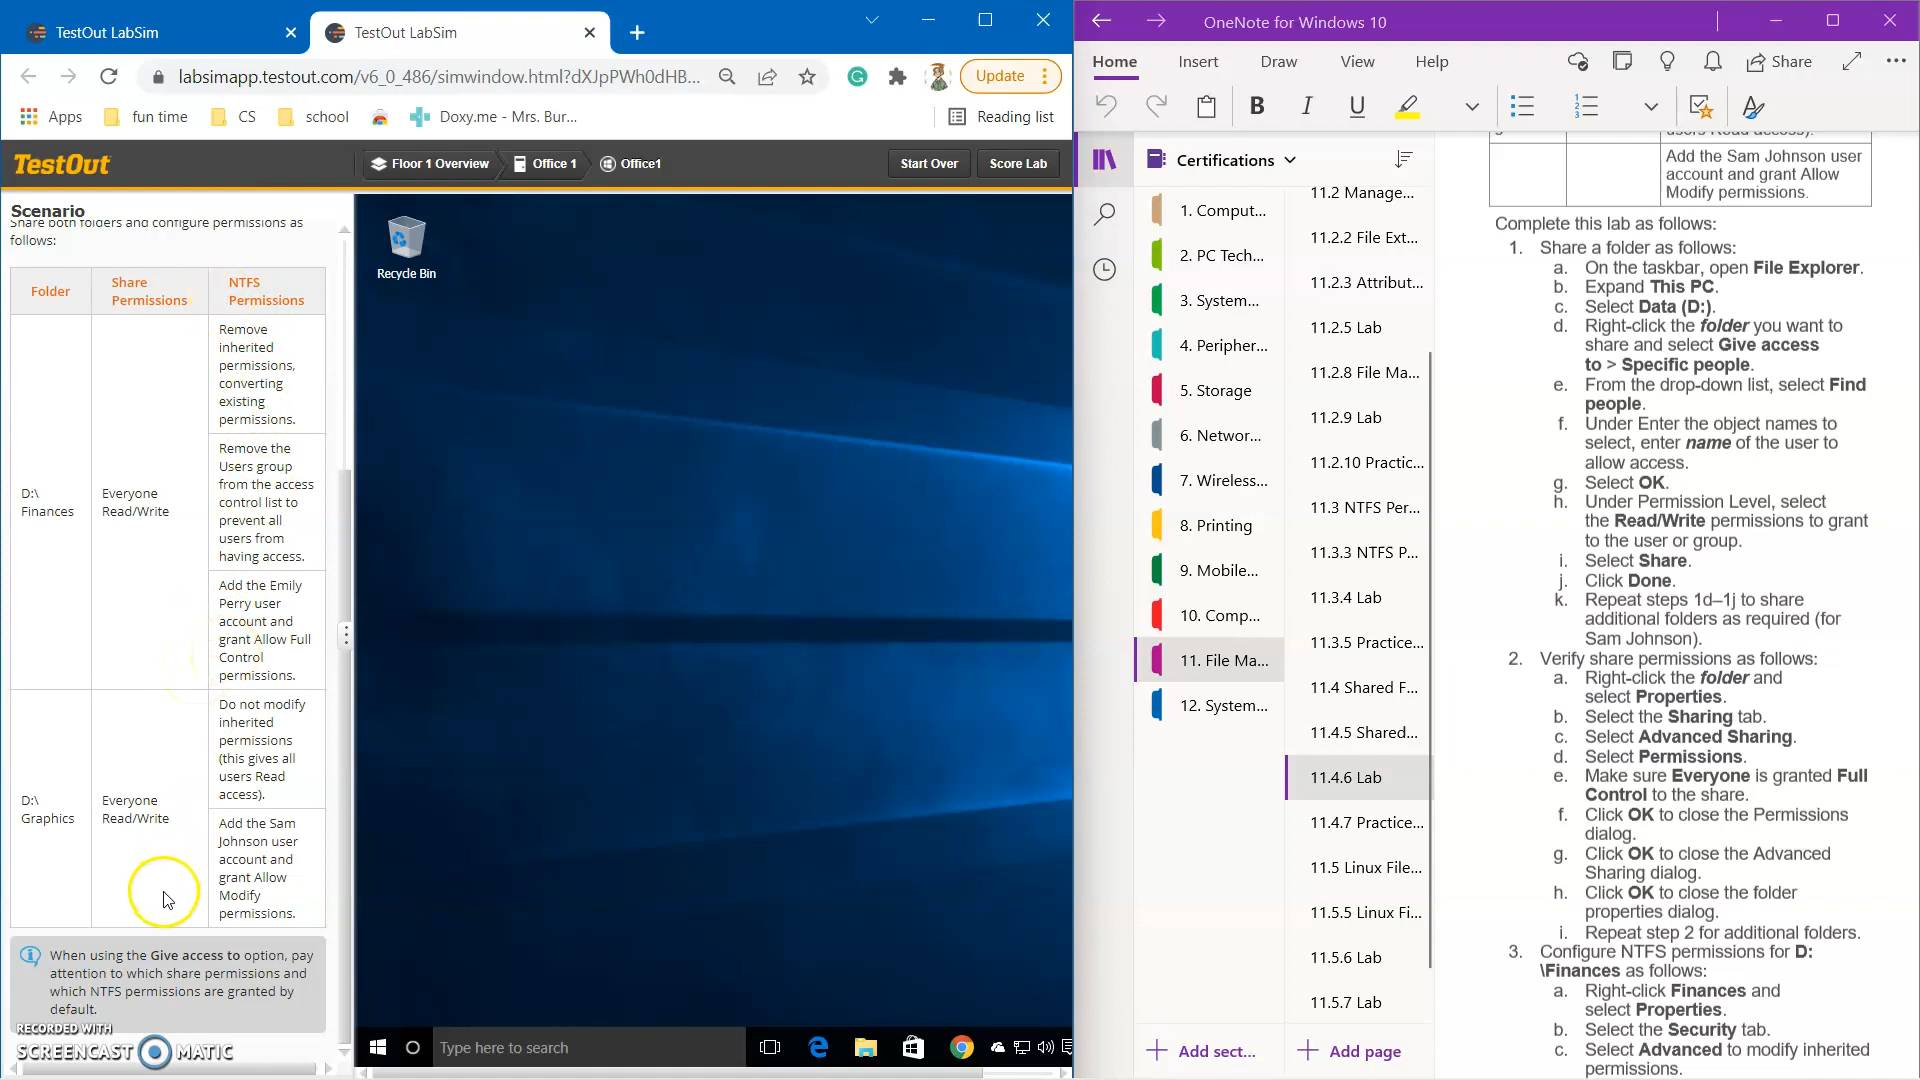 TestOut LabSim
TestOut LabSim
labsimapp.testout.com/v6_0_486/simwindow.html?dXJpPWh0dHB...
Update
Apps
fun time
CS
school
Doxy.me - Mrs. Bur...
Reading list
TestOut
Floor 1 Overview
Office 1
Office1
Start Over
Score Lab
Scenario
Share both folders and configure permissions as
follows:
Folder
Share
Permissions
NTFS
Permissions
D:\
Finances
Everyone
Read/Write
Remove
inherited
permissions,
converting
existing
permissions.
Remove the
Users group
from the access
control list to
prevent all
users from
having access.
Add the Emily
Perry user
account and
grant Allow Full
Control
permissions.
D:\
Graphics
Everyone
Read/Write
Do not modify
inherited
permissions
(this gives all
users Read
access).
Add the Sam
Johnson user
account and
grant Allow
Modify
permissions.
When using the Give access to option, pay
attention to which share permissions and
which NTFS permissions are granted by
default.
RECORDED WITH
SCREENCAST MATIC
Recycle Bin
Type here to search
OneNote for Windows 10
Home
Insert
Draw
View
Help
Share
B
I
U
Certifications
1. Comput...
2. PC Tech...
3. System...
4. Peripher...
5. Storage
6. Networ...
7. Wireless...
8. Printing
9. Mobile...
10. Comp...
11. File Ma...
12. System...
Add sect...
11.2 Manage...
11.2.2 File Ext...
11.2.3 Attribut...
11.2.5 Lab
11.2.8 File Ma...
11.2.9 Lab
11.2.10 Practic...
11.3 NTFS Per...
11.3.3 NTFS P...
11.3.4 Lab
11.3.5 Practice...
11.4 Shared F...
11.4.5 Shared...
11.4.6 Lab
11.4.7 Practice...
11.5 Linux File...
11.5.5 Linux Fi...
11.5.6 Lab
11.5.7 Lab
Add page
users Read access).
Add the Sam Johnson user
account and grant Allow
Modify permissions.
Complete this lab as follows:
1. Share a folder as follows:
a. On the taskbar, open File Explorer.
b. Expand This PC.
c. Select Data (D:).
d. Right-click the folder you want to
share and select Give access
to > Specific people.
e. From the drop-down list, select Find
people.
f. Under Enter the object names to
select, enter name of the user to
allow access.
g. Select OK.
h. Under Permission Level, select
the Read/Write permissions to grant
to the user or group.
i. Select Share.
j. Click Done.
k. Repeat steps 1d–1j to share
additional folders as required (for
Sam Johnson).
2. Verify share permissions as follows:
a. Right-click the folder and
select Properties.
b. Select the Sharing tab.
c. Select Advanced Sharing.
d. Select Permissions.
e. Make sure Everyone is granted Full
Control to the share.
f. Click OK to close the Permissions
dialog.
g. Click OK to close the Advanced
Sharing dialog.
h. Click OK to close the folder
properties dialog.
i. Repeat step 2 for additional folders.
3. Configure NTFS permissions for D:
\Finances as follows:
a. Right-click Finances and
select Properties.
b. Select the Security tab.
c. Select Advanced to modify inherited
permissions.